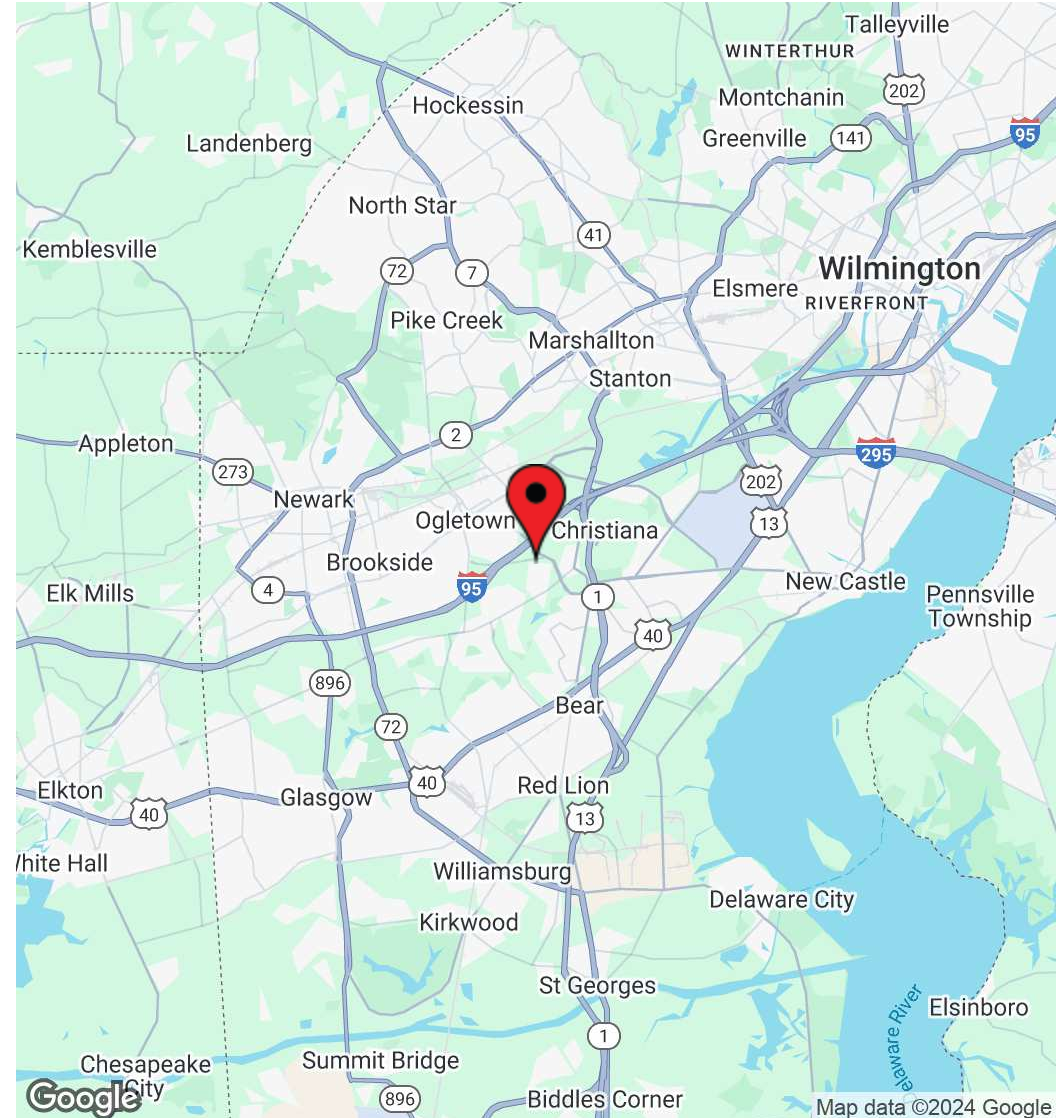 Talleyville
WINTERTHUR
202
Montchanin
Hockessin
Greenville
141
95
Landenberg
North Star
41
Kemblesville
72
7
Wilmington
Elsmere
RIVERFRONT
Pike Creek
Marshallton
Stanton
2
Appleton
273
295
202
Newark
Ogletown
Christiana
13
Brookside
95
New Castle
4
Elk Mills
1
Pennsville
Township
40
896
Bear
72
40
Red Lion
Elkton
Glasgow
40
13
White Hall
Williamsburg
Delaware City
Kirkwood
St Georges
Delaware River
Elsinboro
1
Summit Bridge
Chesapeake
City
896
Biddles Corner
Google
Map data ©2024 Google